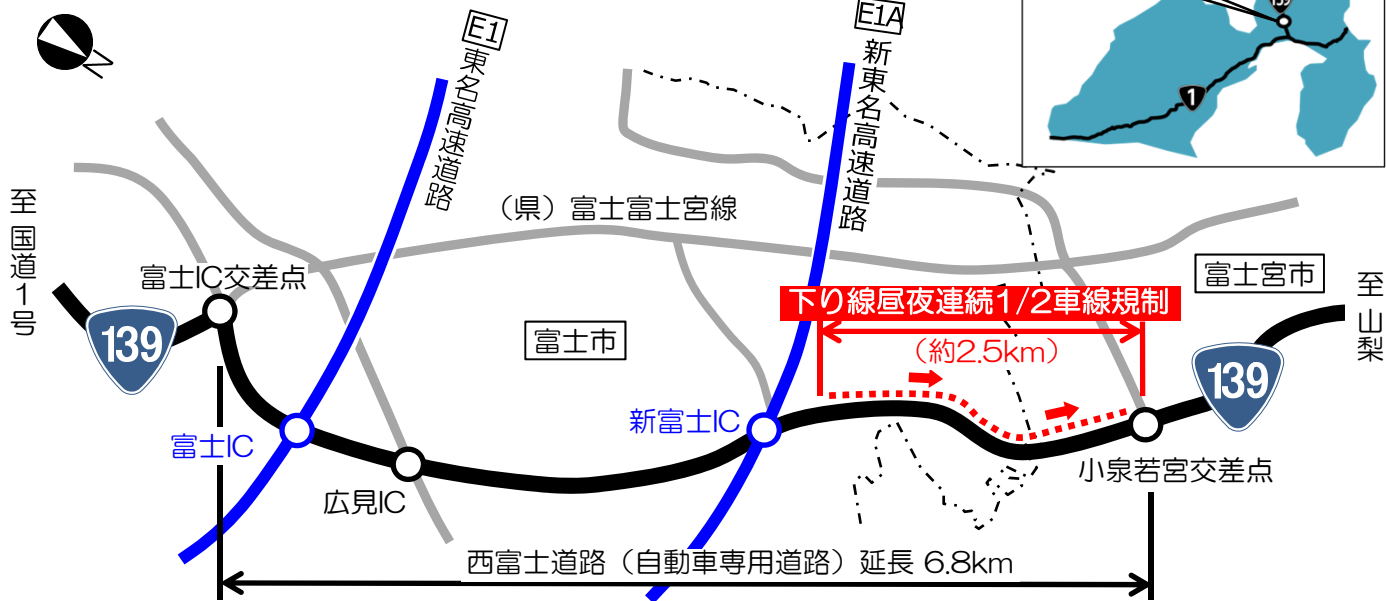 E1
東名高速道路
E1A
新東名高速道路
139
1
至国道1号
(県)富士富士宮線
富士IC交差点
139
富士市
下り線昼夜連続1/2車線規制
(約2.5km)
富士宮市
至山梨
139
富士IC
新富士IC
広見IC
小泉若宮交差点
西富士道路(自動車専用道路)延長 6.8km